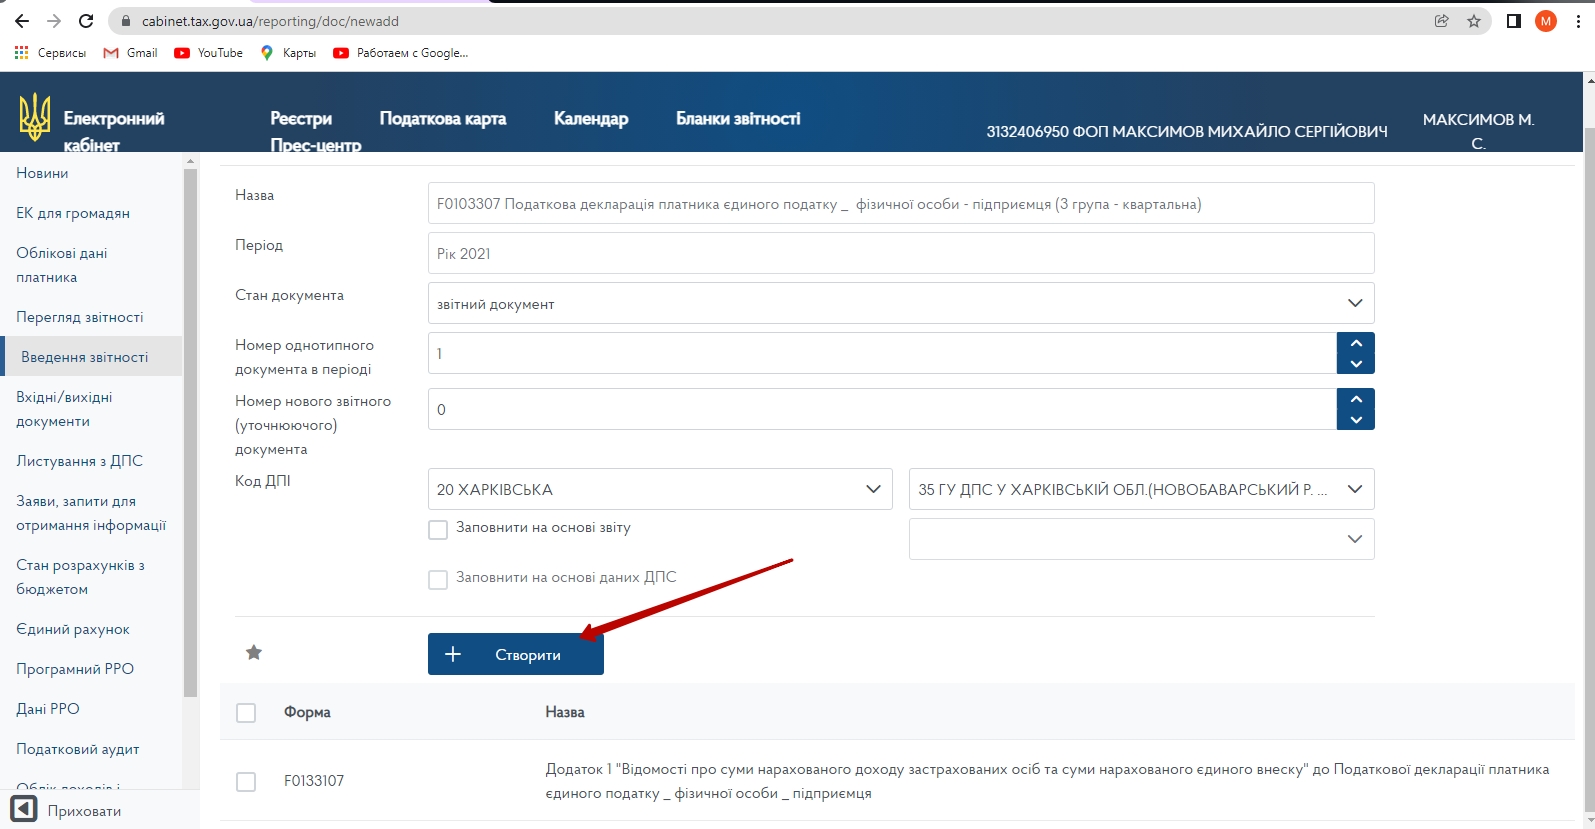 cabinet.tax.gov.ua/reporting/doc/newadd
M
Сервисы Gmail YouTube Карты Работаем с Google...
Електронний кабінет
Реєстри Податкова карта Календар Бланки звітності
Прес-центр
3132406950 ФОП МАКСИМОВ МИХАЙЛО СЕРГІЙОВИЧ
МАКСИМОВ М.
С.
Новини
ЕК для громадян
Облікові дані
платника
Перегляд звітності
Введення звітності
Вхідні/вихідні
документи
Листування з ДПС
Заяви, запити для
отримання інформації
Стан розрахунків з
бюджетом
Єдиний рахунок
Програмний РРО
Дані РРО
Податковий аудит
Облік доходів і
Приховати
Назва
F0103307 Податкова декларація платника єдиного податку _ фізичної особи - підприємця (3 група - квартальна)
Період
Рік 2021
Стан документа
звітний документ
Номер однотипного
документа в періоді
1
Номер нового звітного
(уточнюючого)
документа
0
Код ДПІ
20 ХАРКІВСЬКА
35 ГУ ДПС У ХАРКІВСЬКІЙ ОБЛ.(НОВОБАВАРСЬКИЙ Р. ...
Заповнити на основі звіту
Заповнити на основі даних ДПС
Створити
Форма Назва
F0133107
Додаток 1 "Відомості про суми нарахованого доходу застрахованих осіб та суми нарахованого єдиного внеску" до Податкової декларації платника
єдиного податку _ фізичної особи _ підприємця